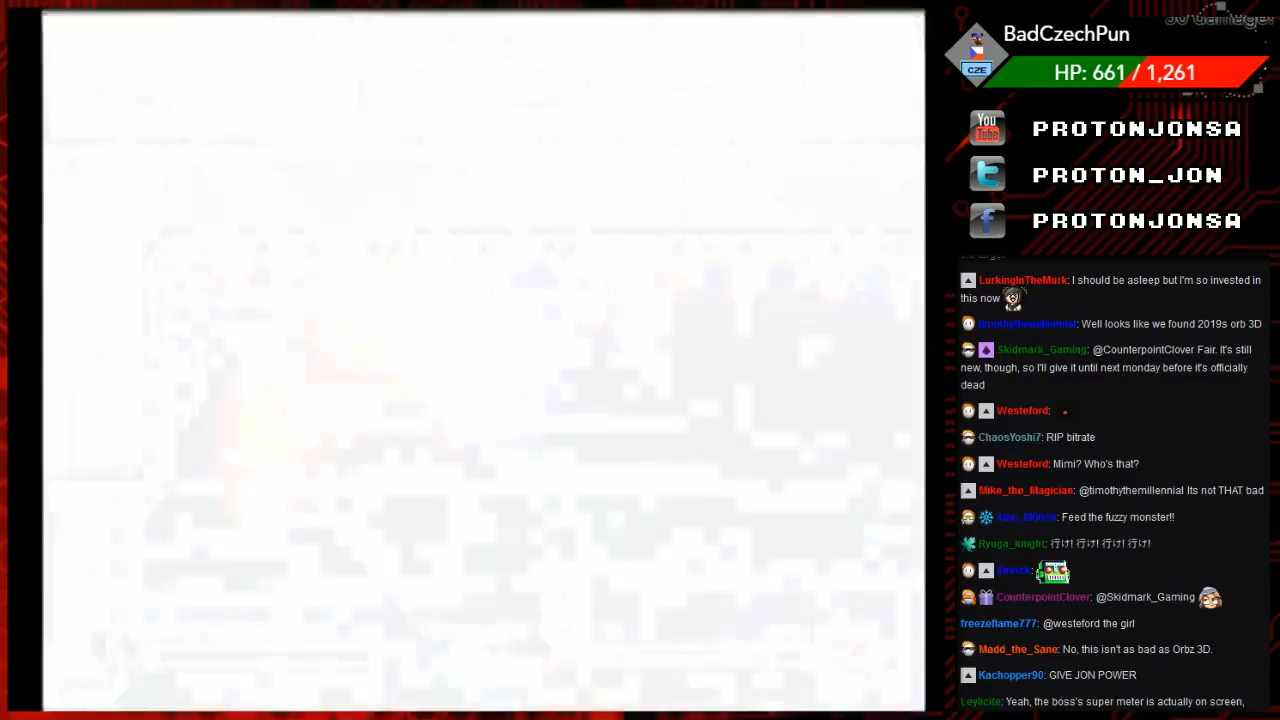 30 damage!
BadCzechPun
CZE
HP: 661 / 1,261
You
Tube
PROTONJONSA
PROTON_JON
PROTONJONSA
LurkingInTheMurk: I should be asleep but I'm so invested in
this now
timothythemillennial: Well looks like we found 2019s orb 3D
Skidmark_Gaming: @CounterpointClover Fair. It's still
new, though, so I'll give it until next monday before it's officially
dead
Westeford:
ChaosYoshi7: RIP bitrate
Westeford: Mimi? Who's that?
Mike_the_Magician: @timothythemillennial Its not THAT bad
Feed the fuzzy monster!!
Ryuga_knight: 行け! 行け! 行け! 行け!
CounterpointClover: @Skidmark_Gaming
freezeflame777: @westeford the girl
Madd_the_Sane: No, this isn't as bad as Orbz 3D.
Kachopper90: GIVE JON POWER
Leylicite: Yeah, the boss's super meter is actually on screen,